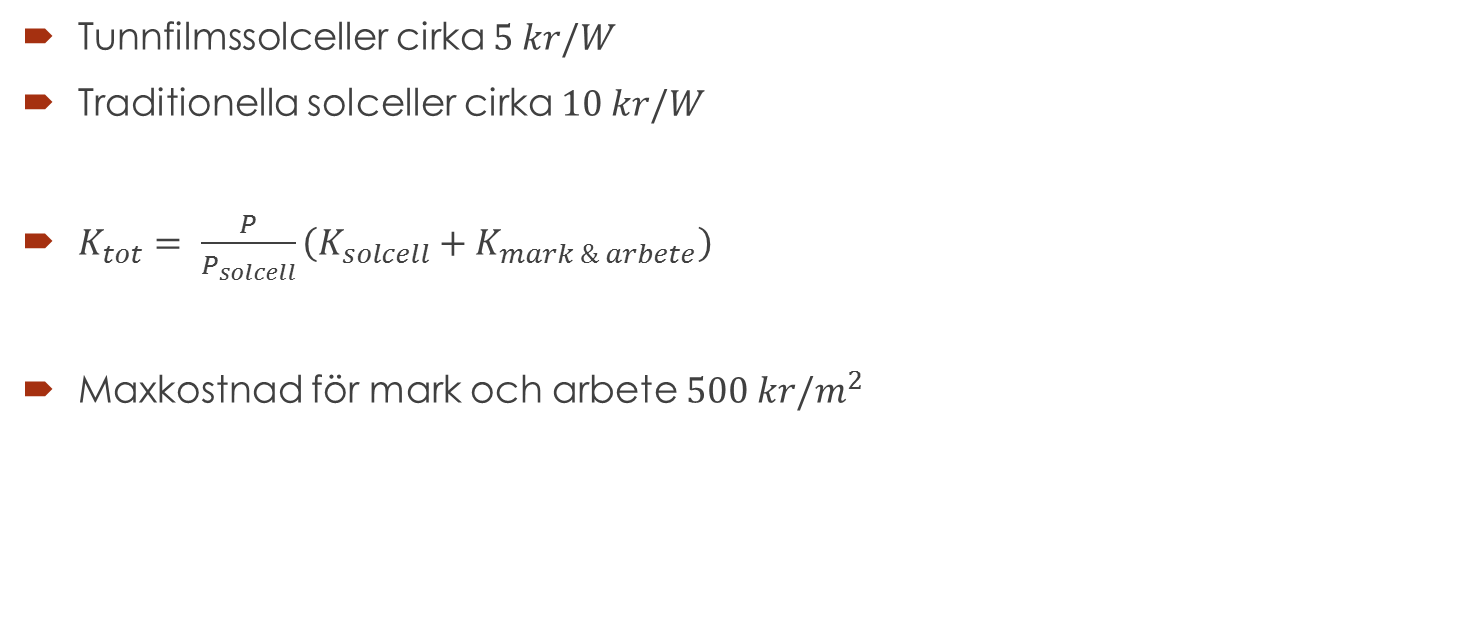 Tunnfilmssolceller cirka 5 kr/W
Traditionella solceller cirka 10 kr/W
K_tot = P/P_solcell (K_solcell + K_mark & arbete)
Maxkostnad för mark och arbete 500 kr/m²